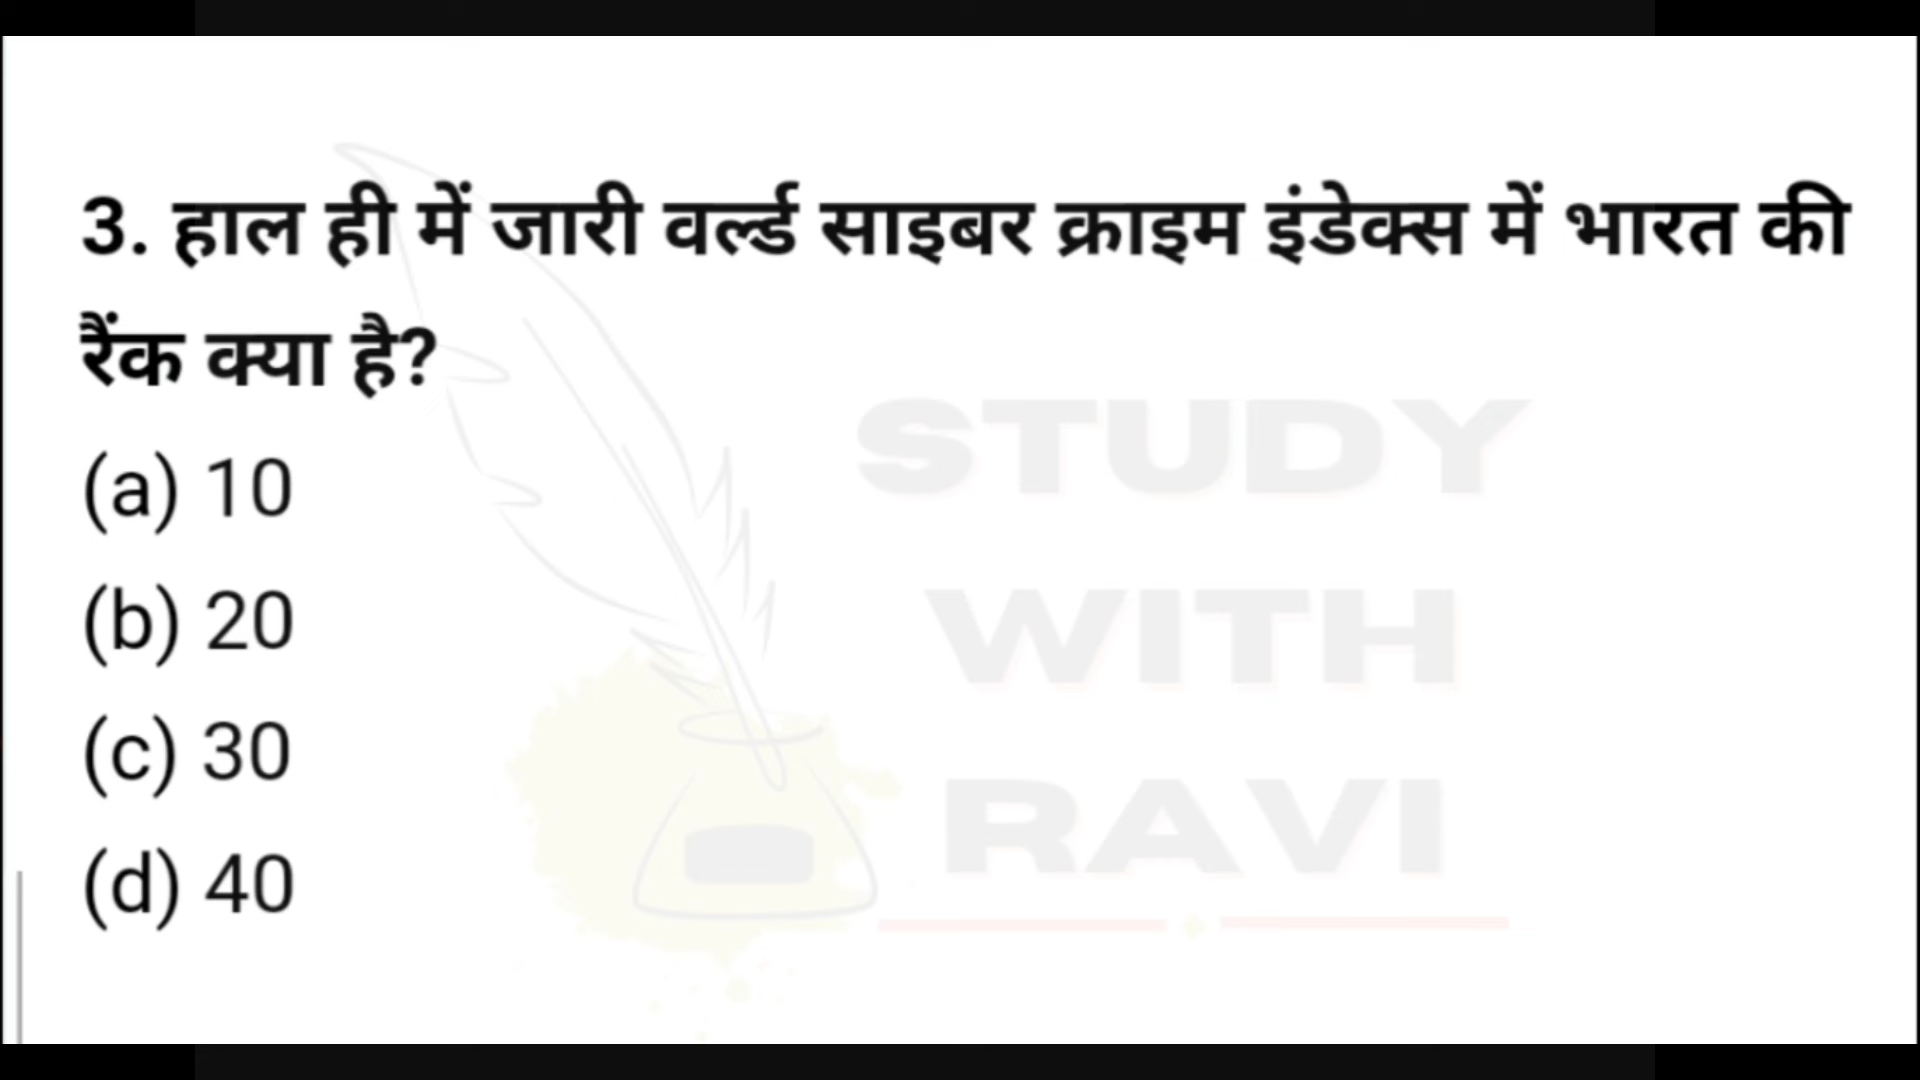 3. हाल ही में जारी वर्ल्ड साइबर क्राइम इंडेक्स में भारत की
रैंक क्या है?
(a) 10
(b) 20
(c) 30
(d) 40
STUDY
WITH
RAVI